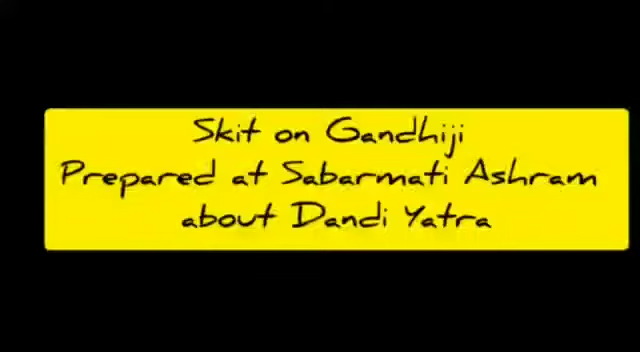 Skit on Gandhiji
Prepared at Sabarmati Ashram
about Dandi Yatra